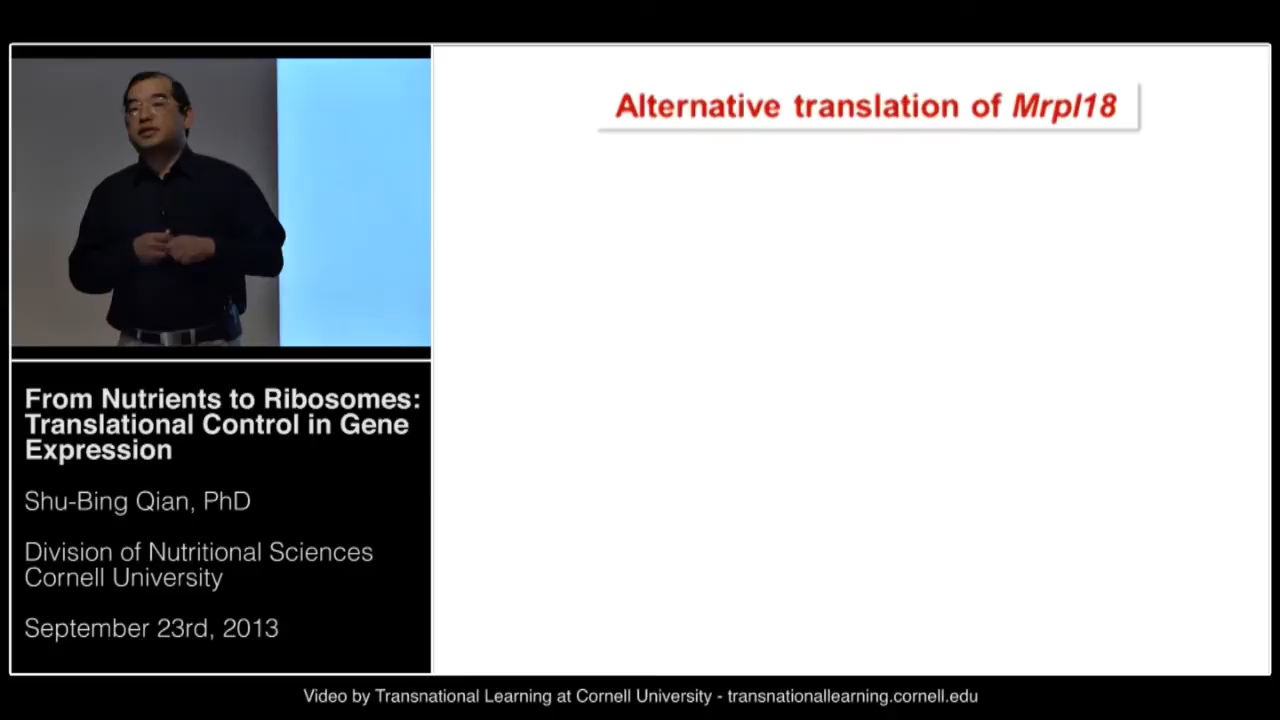 Alternative translation of Mrpl18
From Nutrients to Ribosomes:
Translational Control in Gene
Expression
Shu-Bing Qian, PhD
Division of Nutritional Sciences
Cornell University
September 23rd, 2013
Video by Transnational Learning at Cornell University - transnationallearning.cornell.edu